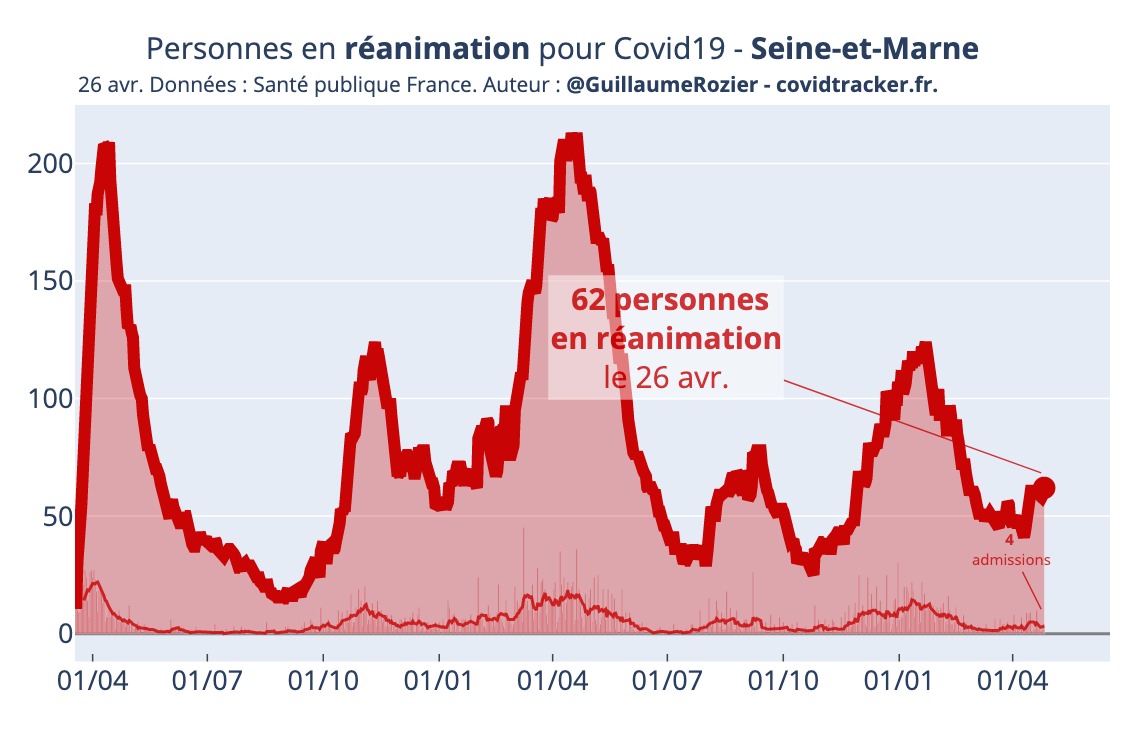 Personnes en réanimation pour Covid19 - Seine-et-Marne
26 avr. Données : Santé publique France. Auteur : @GuillaumeRozier - covidtracker.fr.
200
150
62 personnes
en réanimation
le 26 avr.
100
50
4
admissions
0
01/04 01/07 01/10 01/01 01/04 01/07 01/10 01/01 01/04